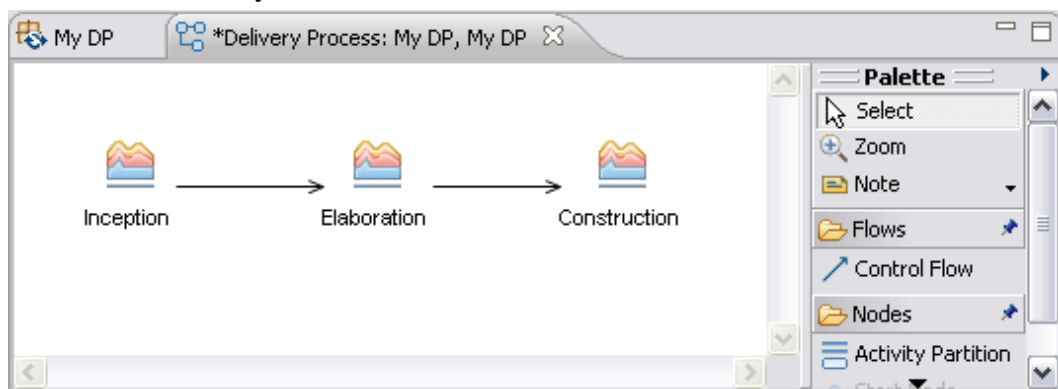 My DP
*Delivery Process: My DP, My DP
Palette
Select
Zoom
Note
Flows
Control Flow
Nodes
Activity Partition
Inception
Elaboration
Construction